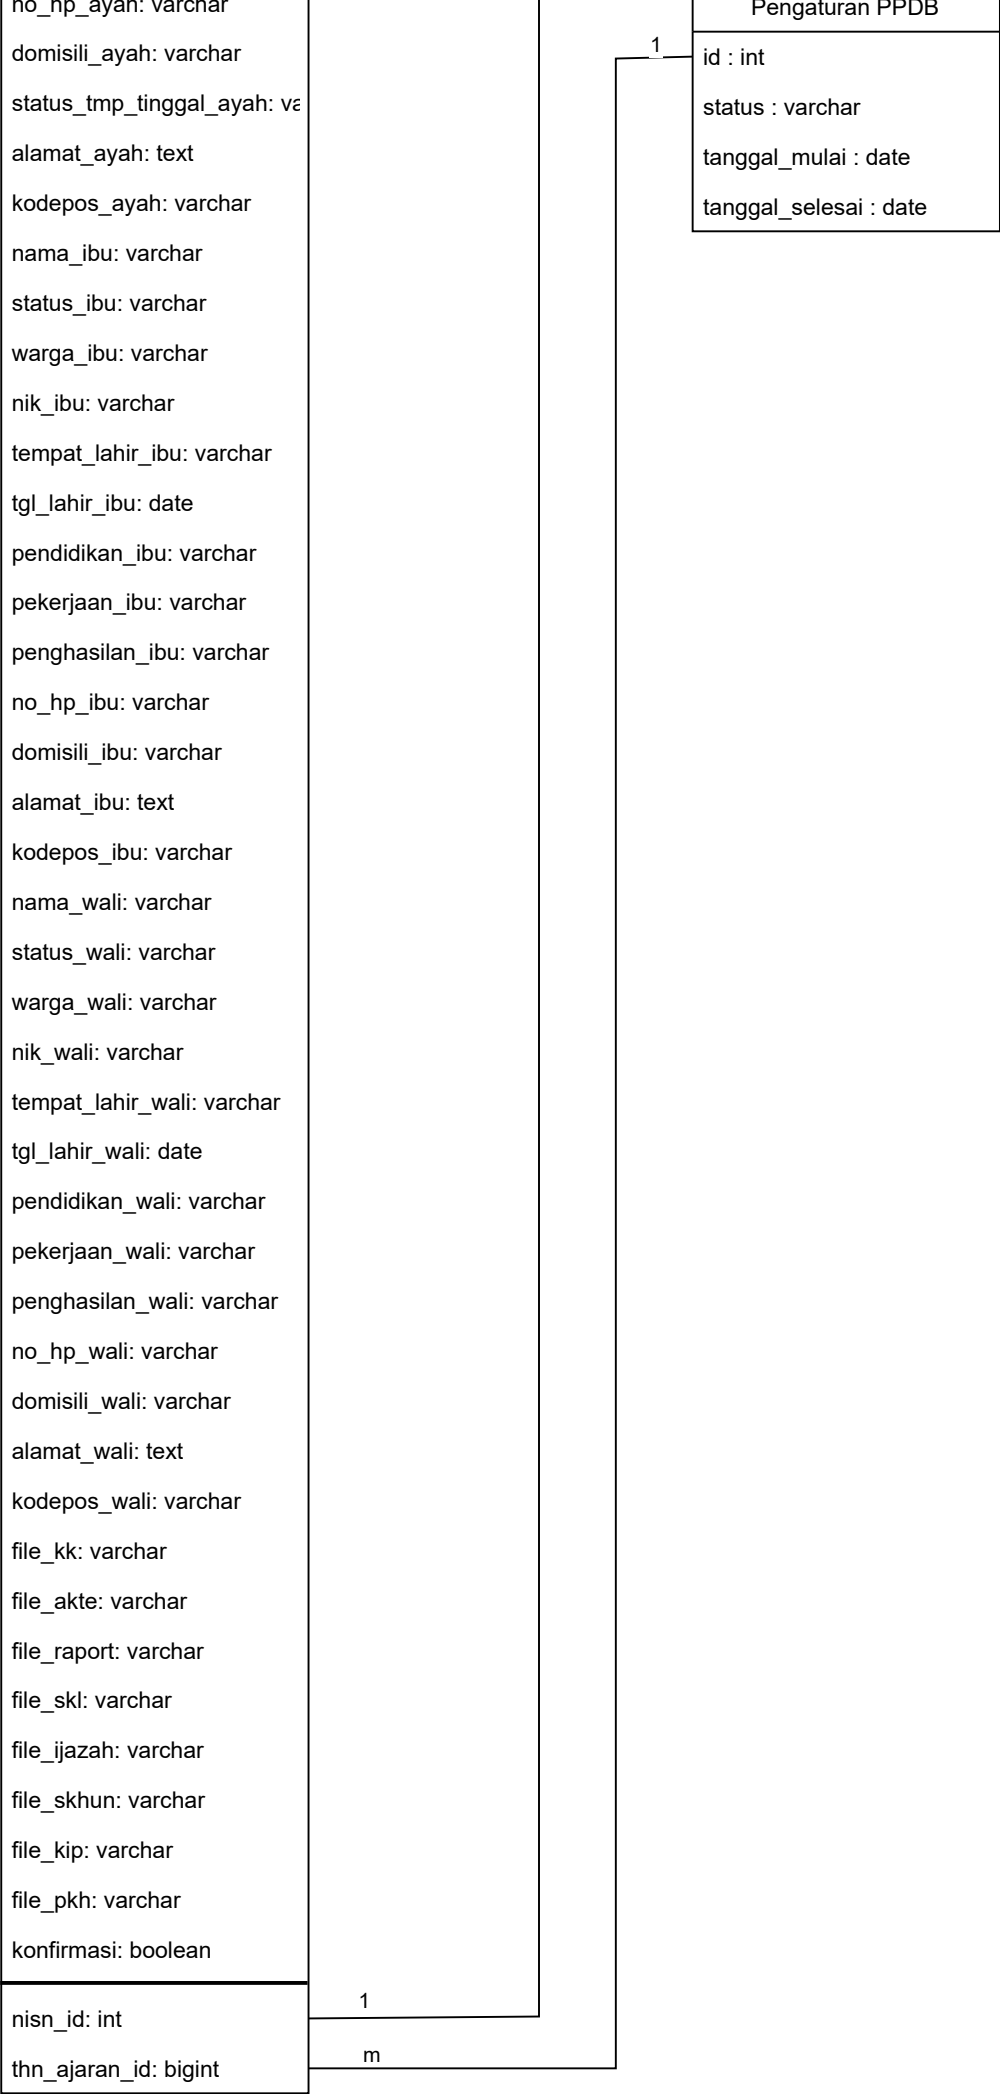 no_hp_ayah: varchar
domisili_ayah: varchar
status_tmp_tinggal_ayah: va
alamat_ayah: text
kodepos_ayah: varchar
nama_ibu: varchar
status_ibu: varchar
warga_ibu: varchar
nik_ibu: varchar
tempat_lahir_ibu: varchar
tgl_lahir_ibu: date
pendidikan_ibu: varchar
pekerjaan_ibu: varchar
penghasilan_ibu: varchar
no_hp_ibu: varchar
domisili_ibu: varchar
alamat_ibu: text
kodepos_ibu: varchar
nama_wali: varchar
status_wali: varchar
warga_wali: varchar
nik_wali: varchar
tempat_lahir_wali: varchar
tgl_lahir_wali: date
pendidikan_wali: varchar
pekerjaan_wali: varchar
penghasilan_wali: varchar
no_hp_wali: varchar
domisili_wali: varchar
alamat_wali: text
kodepos_wali: varchar
file_kk: varchar
file_akte: varchar
file_raport: varchar
file_skl: varchar
file_ijazah: varchar
file_skhun: varchar
file_kip: varchar
file_pkh: varchar
konfirmasi: boolean
nisn_id: int
thn_ajaran_id: bigint
1
m
1
Pengaturan PPDB
id : int
status : varchar
tanggal_mulai : date
tanggal_selesai : date